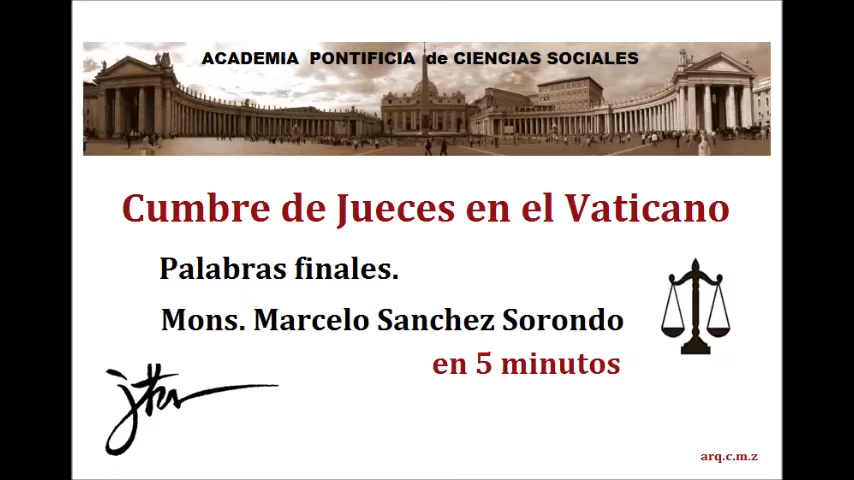 ACADEMIA PONTIFICIA de CIENCIAS SOCIALES
Cumbre de Jueces en el Vaticano
Palabras finales.
Mons. Marcelo Sanchez Sorondo
en 5 minutos
arq.c.m.z